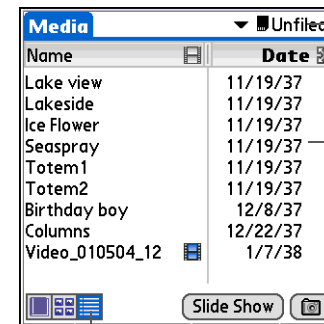 Media Unfiled
Name Date
Lake view 11/19/37
Lakeside 11/19/37
Ice Flower 11/19/37
Seaspray 11/19/37
Totem1 11/19/37
Totem2 11/19/37
Birthday boy 12/8/37
Columns 12/22/37
Video_010504_12 1/7/38
Slide Show